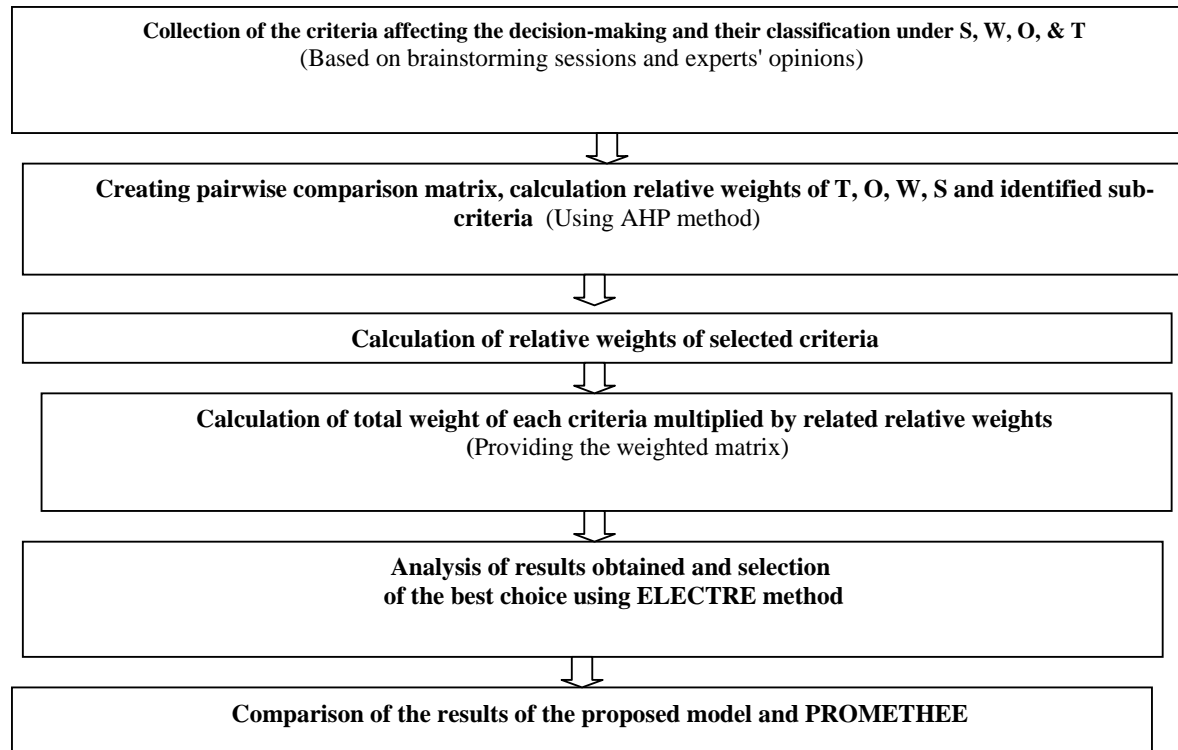 Collection of the criteria affecting the decision-making and their classification under S, W, O, & T
(Based on brainstorming sessions and experts' opinions)
Creating pairwise comparison matrix, calculation relative weights of T, O, W, S and identified sub-
criteria (Using AHP method)
Calculation of relative weights of selected criteria
Calculation of total weight of each criteria multiplied by related relative weights
(Providing the weighted matrix)
Analysis of results obtained and selection
of the best choice using ELECTRE method
Comparison of the results of the proposed model and PROMETHEE